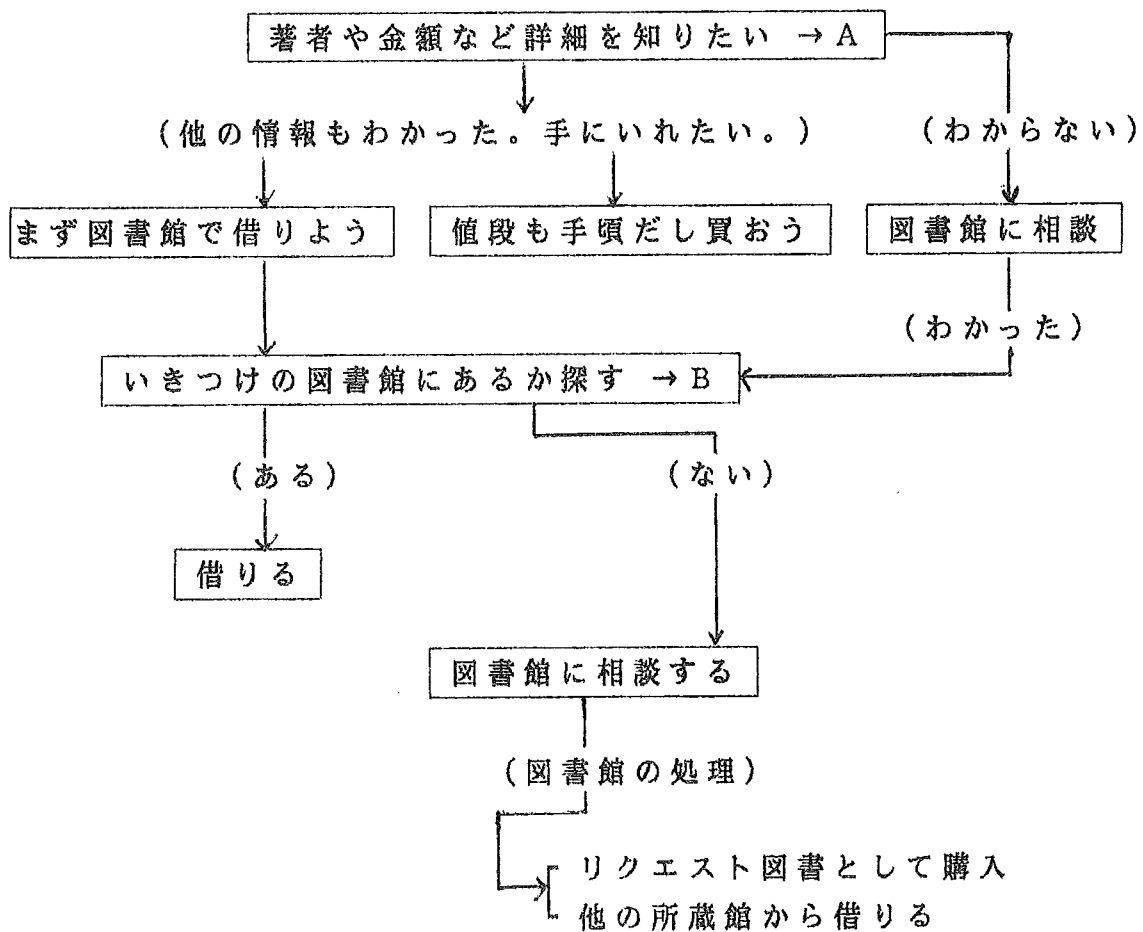 著者や金額など詳細を知りたい → A
(他の情報もわかった。手にいれたい。)
(わからない)
まず図書館で借りよう
値段も手頃だし買おう
図書館に相談
(わかった)
いきつけの図書館にあるか探す → B
(ある)
(ない)
借りる
図書館に相談する
(図書館の処理)
リクエスト図書として購入
他の所蔵館から借りる